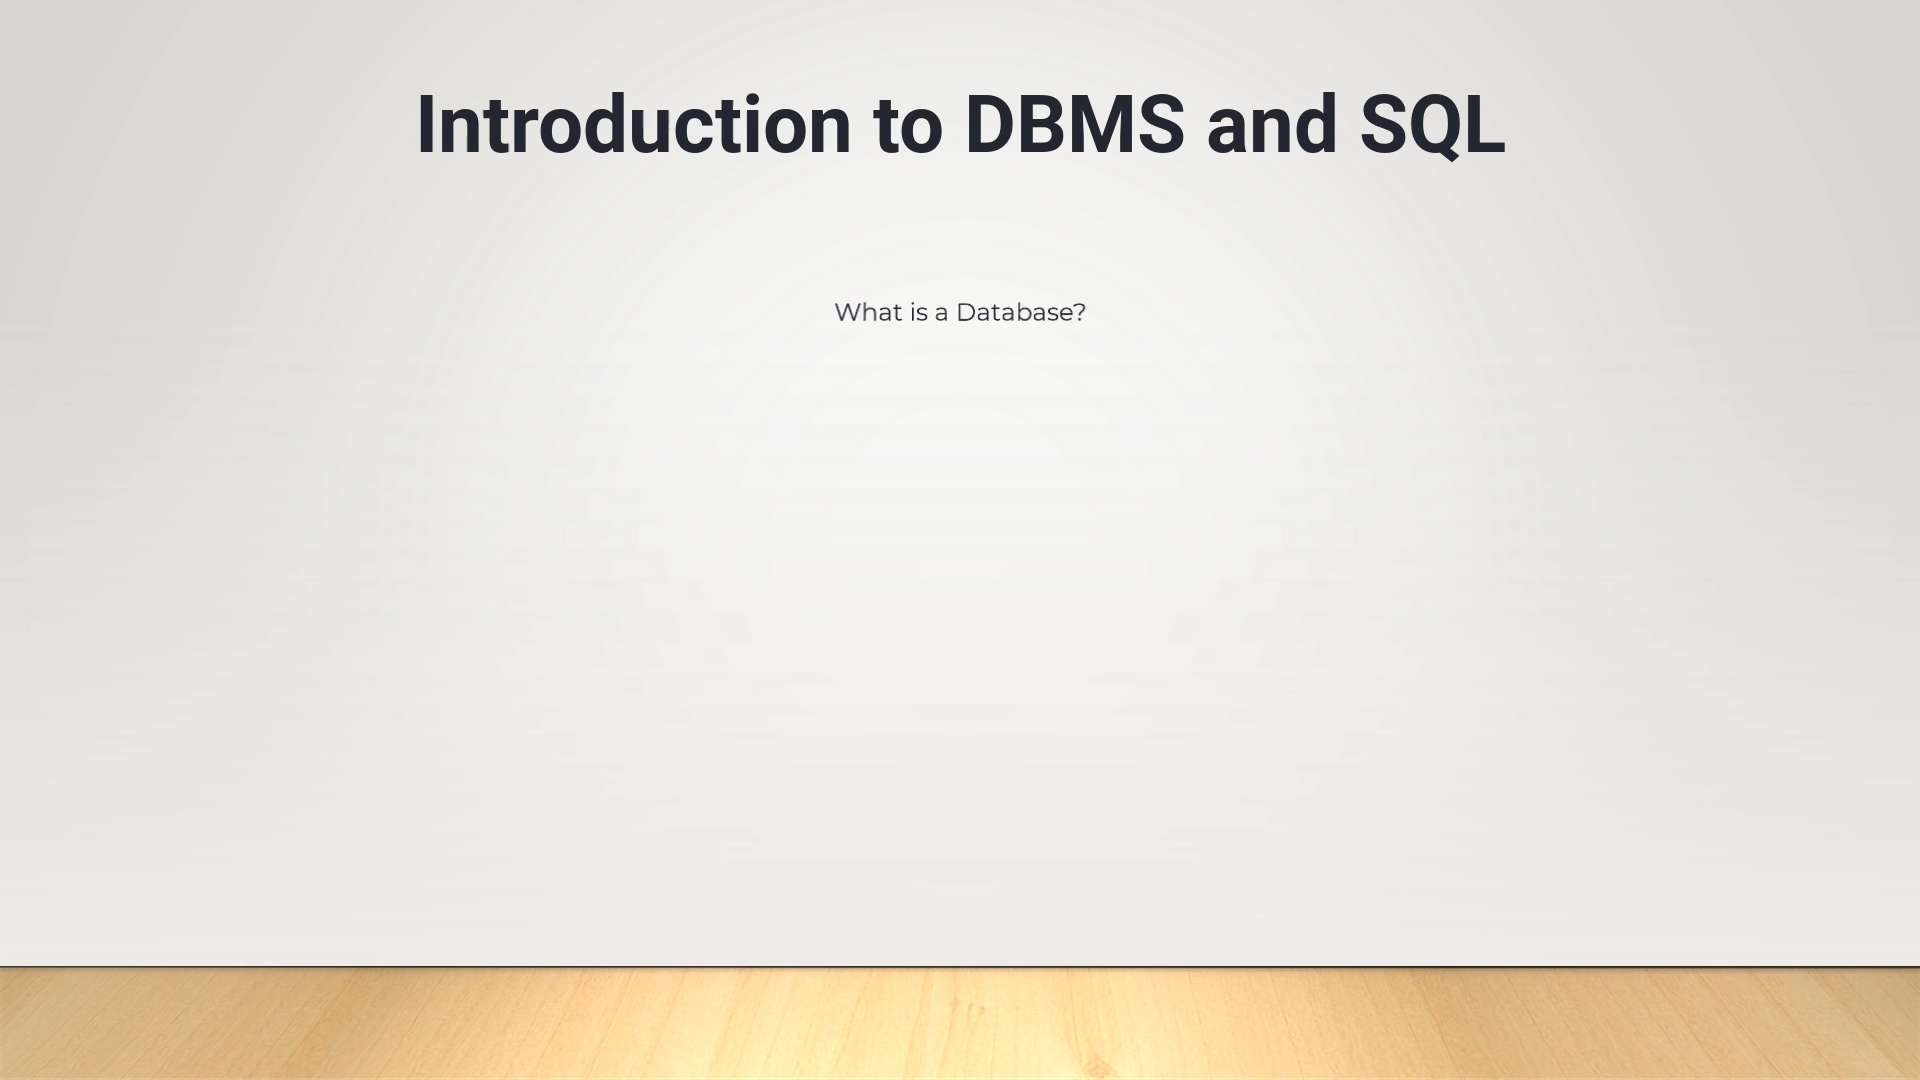 Introduction to DBMS and SQL
What is a Database?